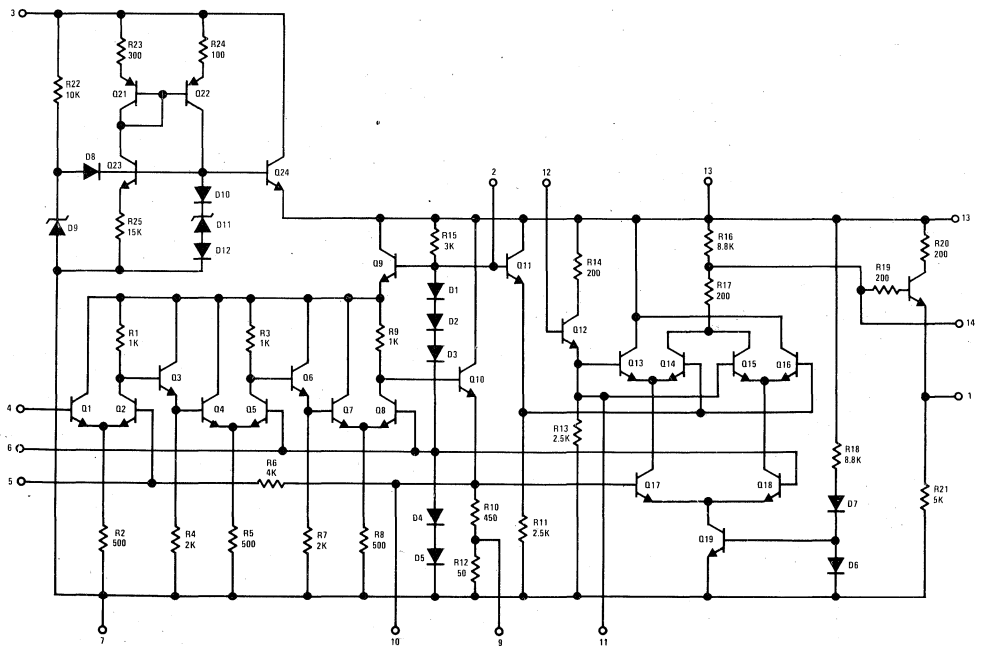 3
R23
300
R24
100
R22
10K
Q21
Q22
D8
Q23
Q24
D10
D9
R25
15K
D11
D12
2
12
13
13
R15
3K
Q9
Q11
R14
200
R16
8.8K
R20
200
R19
200
D1
R17
200
14
R1
1K
R3
1K
R9
1K
D2
Q12
D3
Q3
Q6
Q10
Q13
Q14
Q15
Q16
4
Q1
Q2
Q4
Q5
Q7
Q8
1
R13
2.5K
6
R18
8.8K
R6
4K
5
Q17
Q18
R21
5K
R2
500
R4
2K
R5
500
R7
2K
R8
500
D4
R10
450
R11
2.5K
D7
Q19
D5
R12
50
D6
7
10
9
11